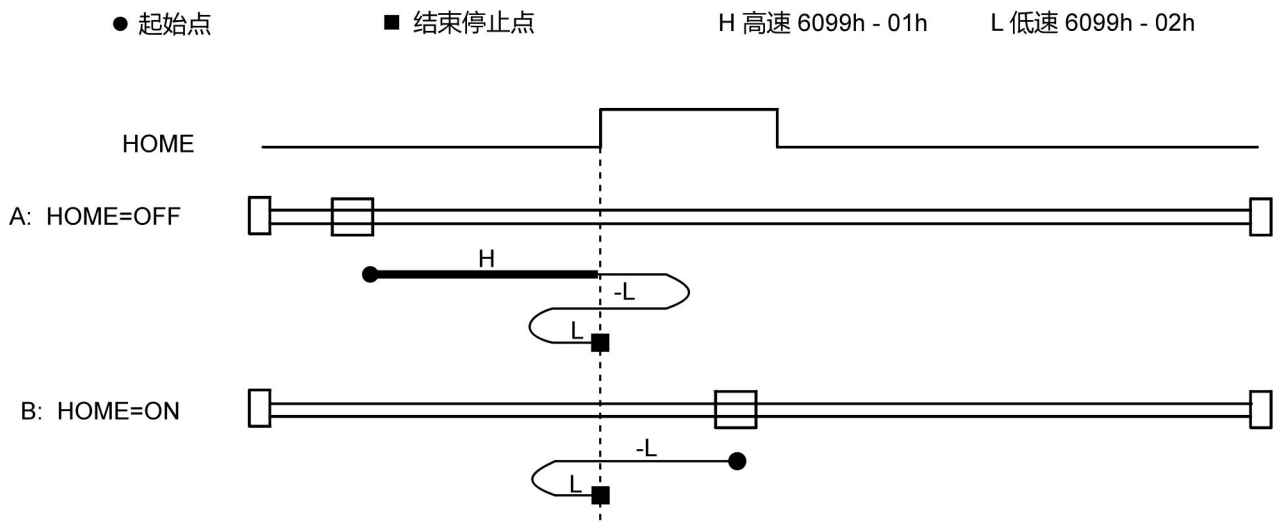 ● 起始点 ■ 结束停止点 H 高速 6099h - 01h L 低速 6099h - 02h
HOME
A: HOME=OFF
H
-L
L
B: HOME=ON
-L
L